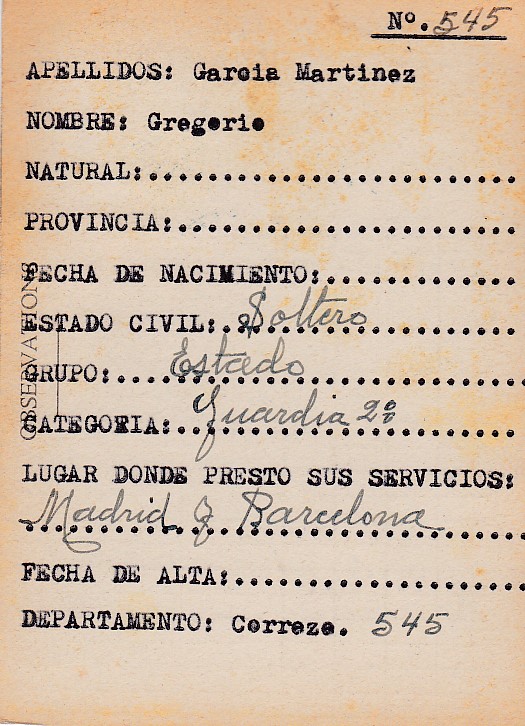 Nº. 545
APELLIDOS: Garcia Martinez
NOMBRE: Gregorio
NATURAL:..............................
PROVINCIA:............................
FECHA DE NACIMIENTO:..............
ESTADO CIVIL: Soltero
GRUPO: Estado
CATEGORIA: Guardia 2º
LUGAR DONDE PRESTO SUS SERVICIOS:
Madrid y Barcelona
FECHA DE ALTA:....................
DEPARTAMENTO: Correze. 545
OBSERVATIONS